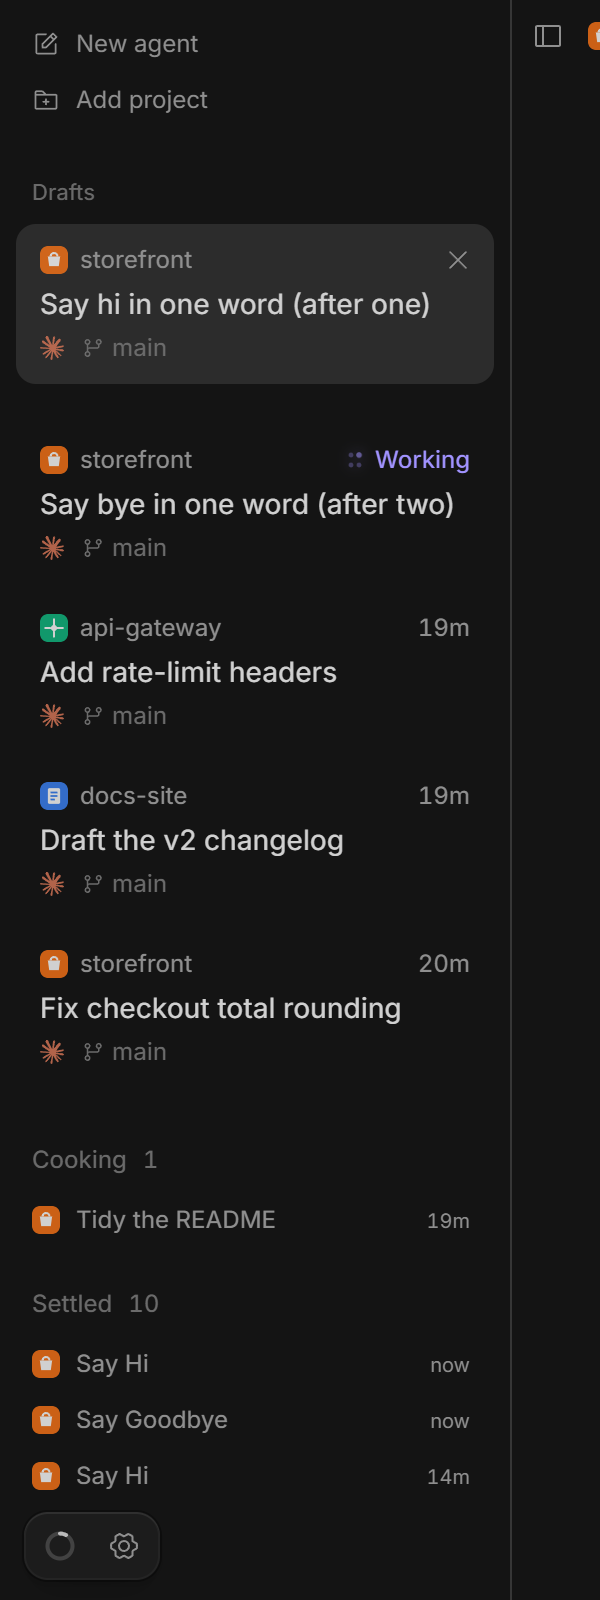 New agent
Add project
Drafts
storefront
Say hi in one word (after one)
main
storefront Working
Say bye in one word (after two)
main
api-gateway 19m
Add rate-limit headers
main
docs-site 19m
Draft the v2 changelog
main
storefront 20m
Fix checkout total rounding
main
Cooking 1
Tidy the README 19m
Settled 10
Say Hi now
Say Goodbye now
Say Hi 14m